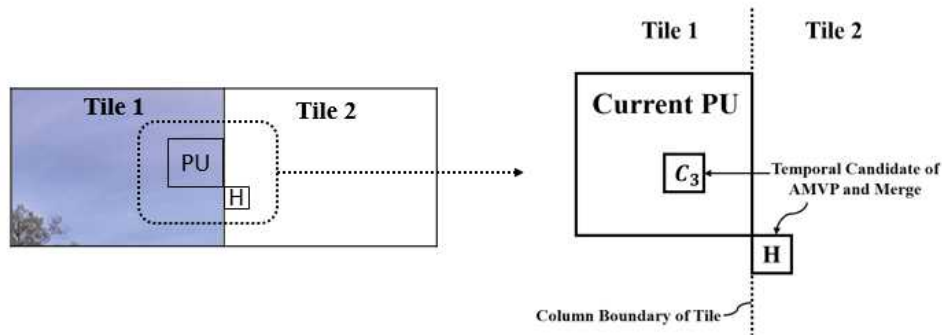 Tile 1
Tile 2
PU
H
Tile 1
Tile 2
Current PU
C₃
Temporal Candidate of
AMVP and Merge
H
Column Boundary of Tile